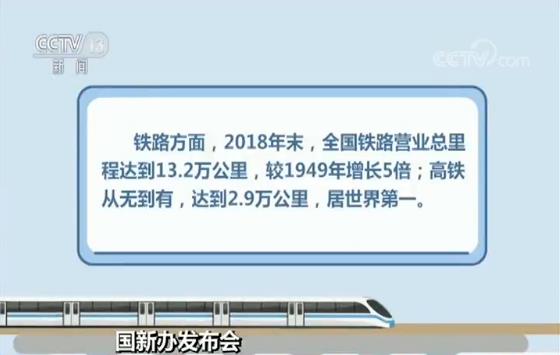 CCTV 13
新闻
CCTV.com
铁路方面，2018年末，全国铁路营业总里
程达到13.2万公里，较1949年增长5倍；高铁
从无到有，达到2.9万公里，居世界第一。
国新办发布会